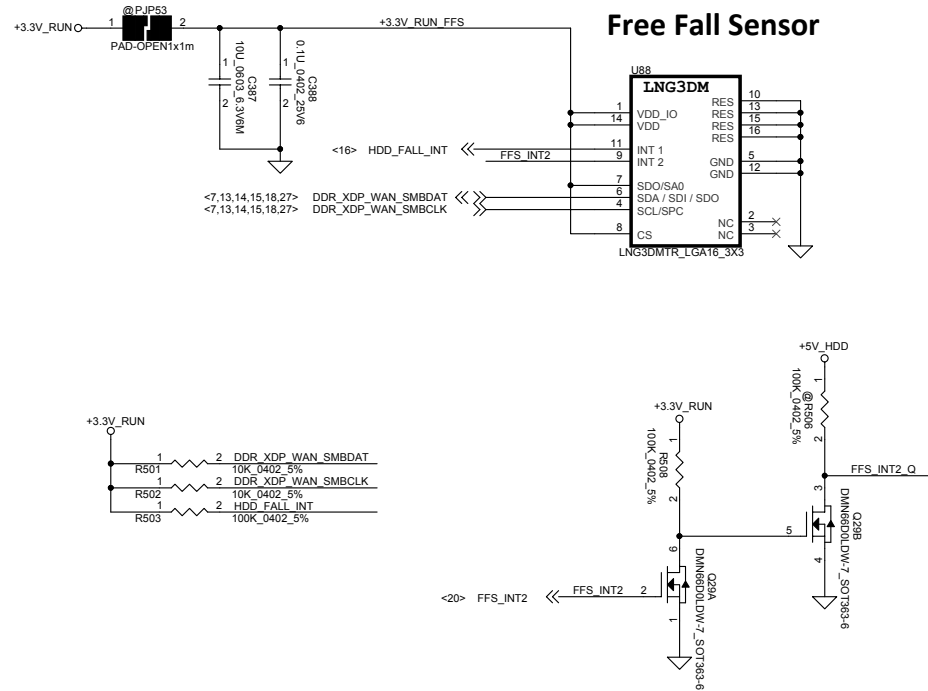 Free Fall Sensor
@PJP53
+3.3V_RUN
1
2
+3.3V_RUN_FFS
PAD-OPEN1x1m
10U_0603_6.3V6M
C387
1
2
0.1U_0402_25V6
C388
1
2
U88
LNG3DM
1 VDD_IO
14 VDD
11 INT 1
9 INT 2
7 SDO/SA0
6 SDA / SDI / SDO
4 SCL/SPC
8 CS
RES 10
RES 13
RES 15
RES 16
GND 5
GND 12
NC 2
NC 3
LNG3DMTR_LGA16_3X3
<16> HDD_FALL_INT
FFS_INT2
<7,13,14,15,18,27> DDR_XDP_WAN_SMBDAT
<7,13,14,15,18,27> DDR_XDP_WAN_SMBCLK
+3.3V_RUN
1 2 DDR_XDP_WAN_SMBDAT
R501 10K_0402_5%
1 2 DDR_XDP_WAN_SMBCLK
R502 10K_0402_5%
1 2 HDD_FALL_INT
R503 100K_0402_5%
+5V_HDD
1
@R506
100K_0402_5%
2
FFS_INT2_Q
+3.3V_RUN
1
R508
100K_0402_5%
2
3
5
4
Q29B
DMN66D0LDW-7_SOT363-6
6
2
1
Q29A
DMN66D0LDW-7_SOT363-6
<20> FFS_INT2
FFS_INT2